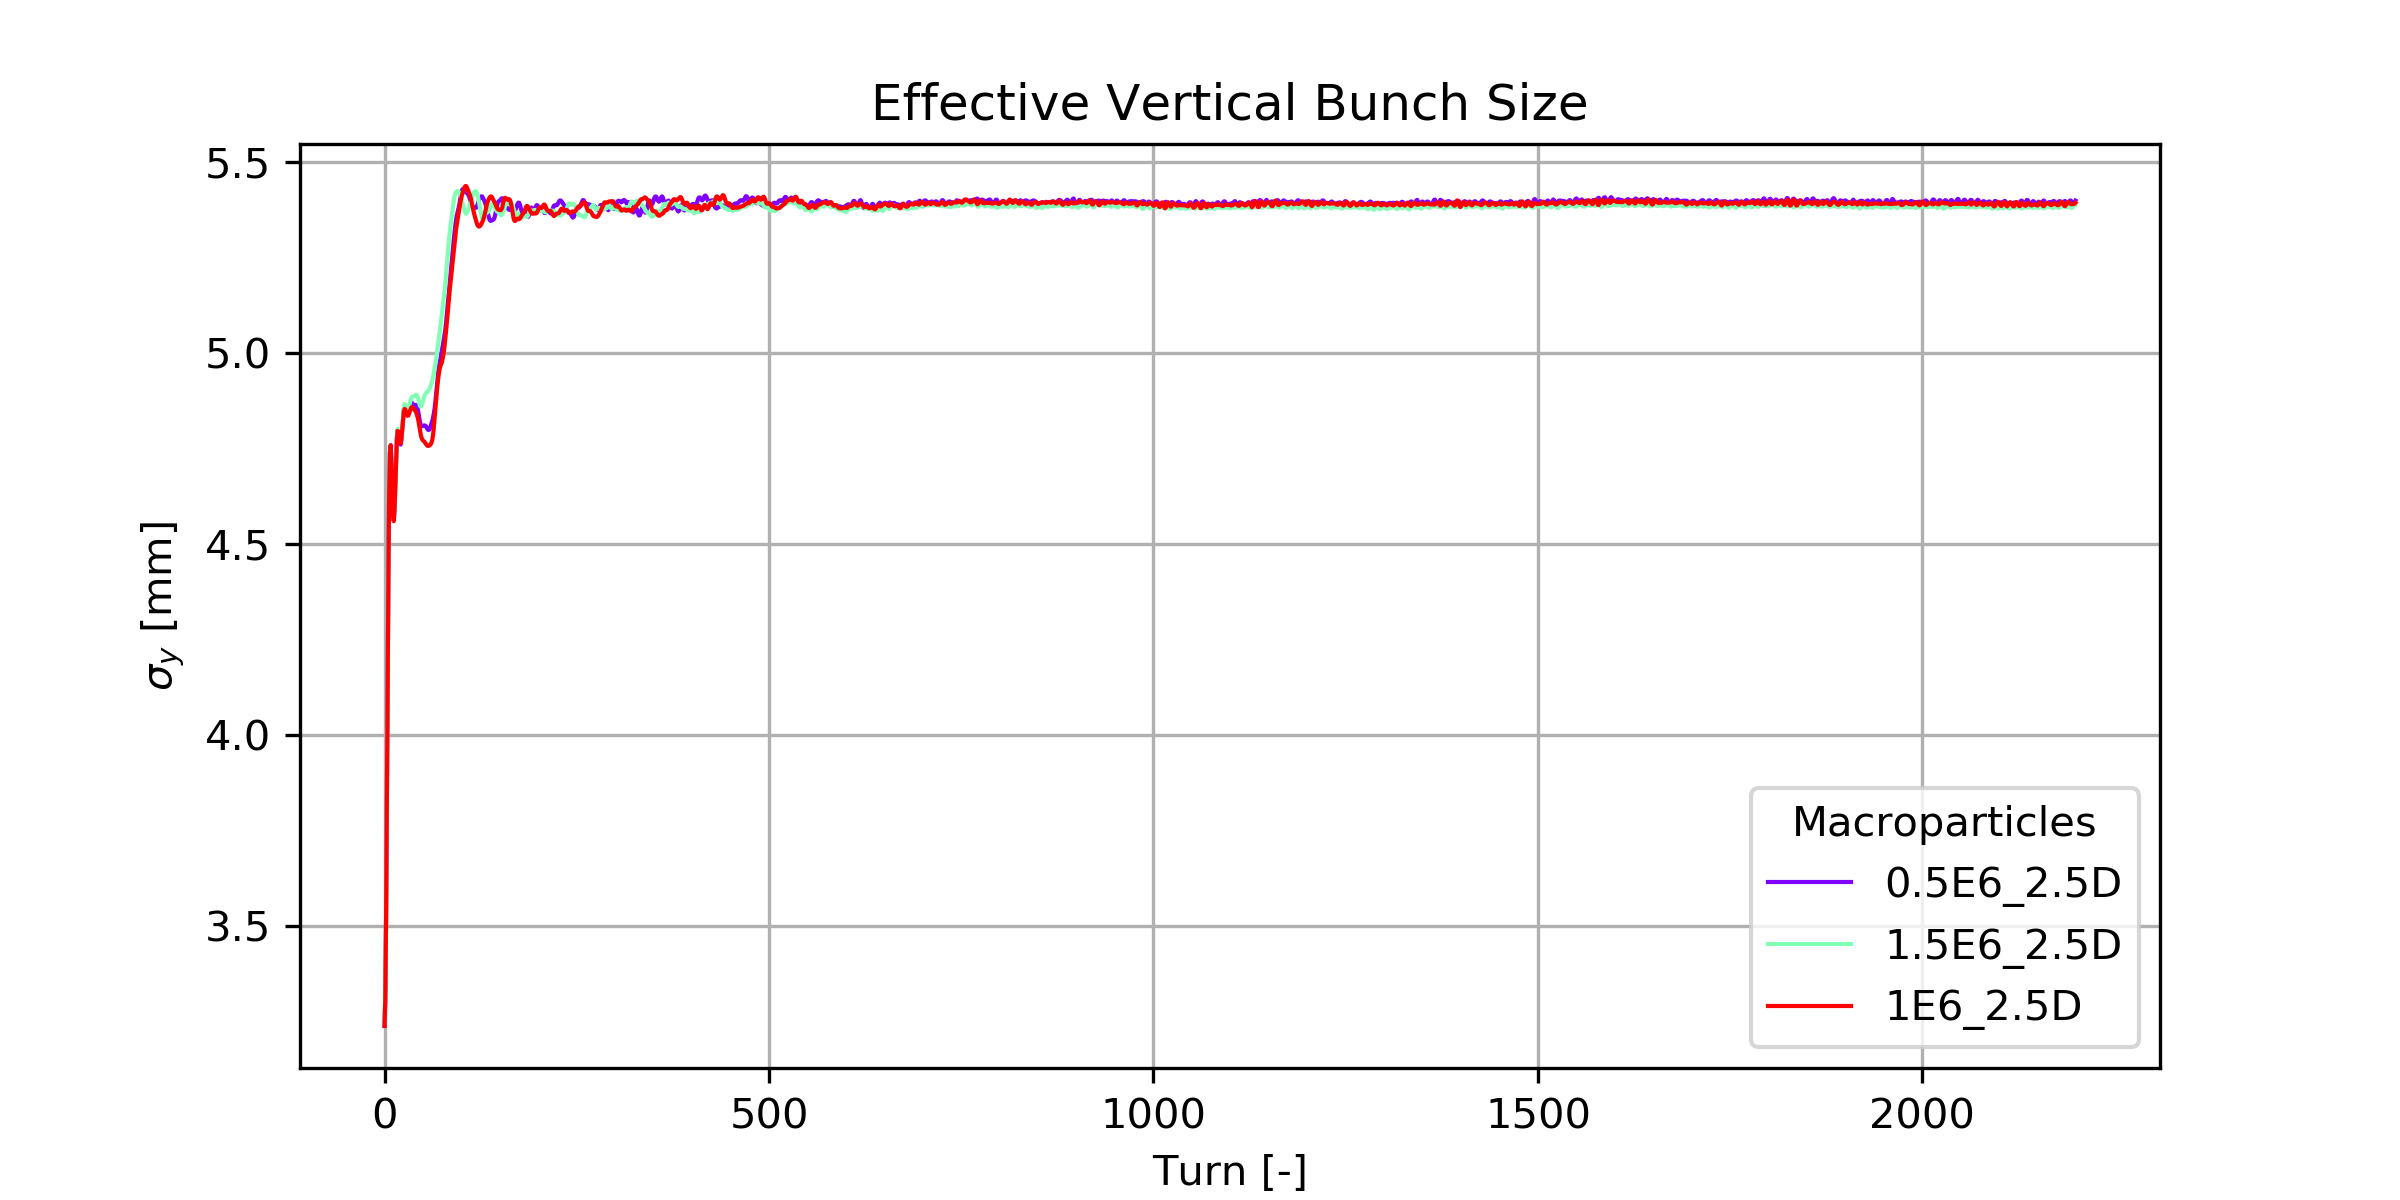 Effective Vertical Bunch Size
5.5
5.0
4.5
4.0
3.5
σy [mm]
0 500 1000 1500 2000
Turn [-]
Macroparticles
0.5E6_2.5D
1.5E6_2.5D
1E6_2.5D